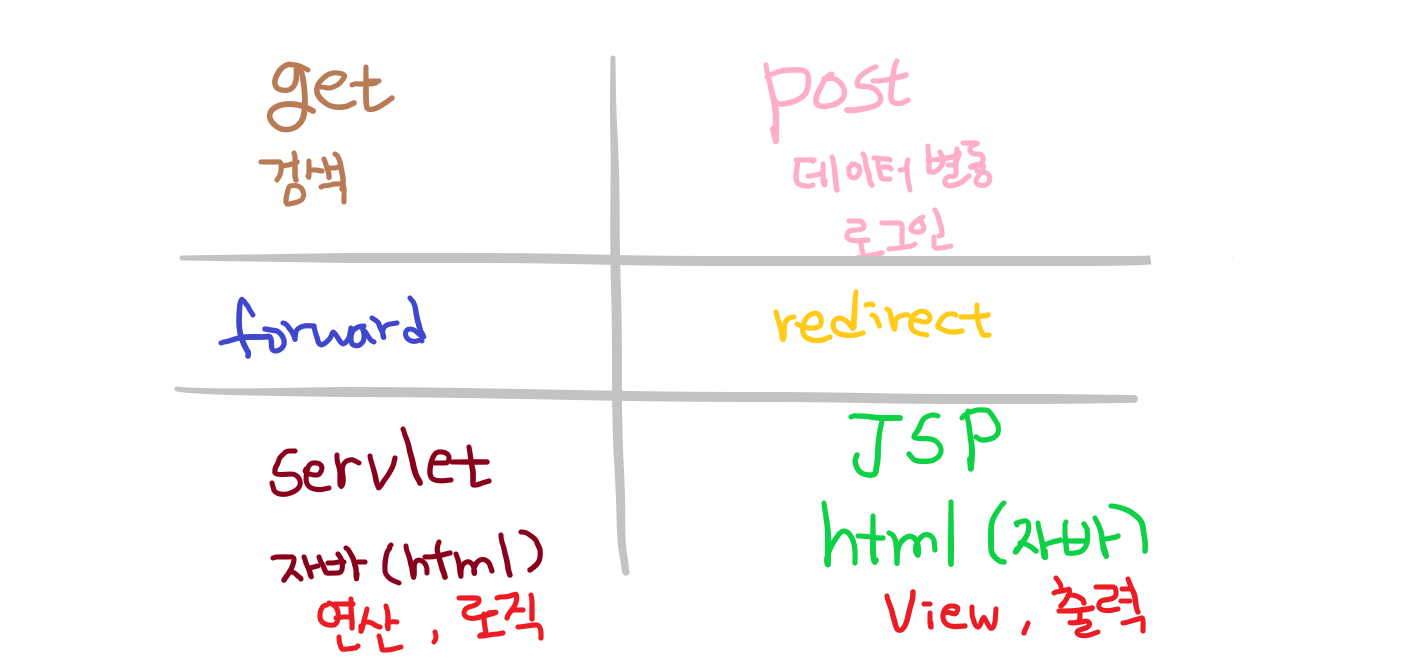 get
검색
post
데이터 변동
로그인
forward
redirect
servlet
자바 (html)
연산, 로직
JSP
html (자바)
View, 출력